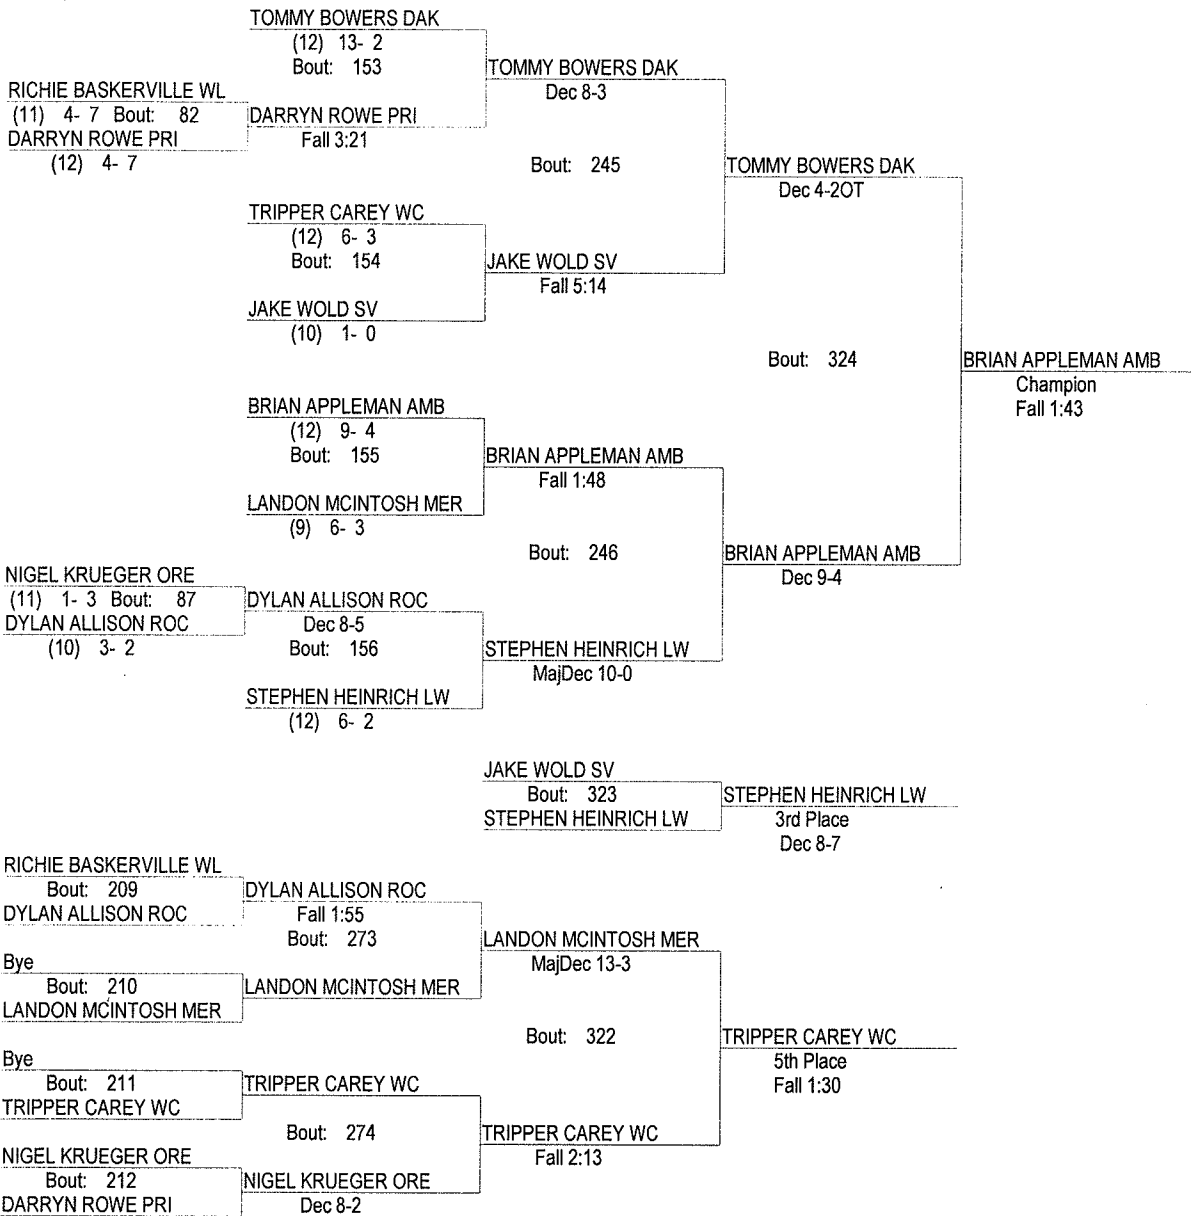 TOMMY BOWERS DAK
(12) 13- 2
Bout: 153
TOMMY BOWERS DAK
Dec 8-3
RICHIE BASKERVILLE WL
(11) 4- 7 Bout: 82
DARRYN ROWE PRI
(12) 4- 7
DARRYN ROWE PRI
Fall 3:21
Bout: 245
TOMMY BOWERS DAK
Dec 4-2OT
TRIPPER CAREY WC
(12) 6- 3
Bout: 154
JAKE WOLD SV
Fall 5:14
JAKE WOLD SV
(10) 1- 0
Bout: 324
BRIAN APPLEMAN AMB
Champion
Fall 1:43
BRIAN APPLEMAN AMB
(12) 9- 4
Bout: 155
BRIAN APPLEMAN AMB
Fall 1:48
LANDON MCINTOSH MER
(9) 6- 3
Bout: 246
BRIAN APPLEMAN AMB
Dec 9-4
NIGEL KRUEGER ORE
(11) 1- 3 Bout: 87
DYLAN ALLISON ROC
(10) 3- 2
DYLAN ALLISON ROC
Dec 8-5
Bout: 156
STEPHEN HEINRICH LW
MajDec 10-0
STEPHEN HEINRICH LW
(12) 6- 2
JAKE WOLD SV
Bout: 323
STEPHEN HEINRICH LW
STEPHEN HEINRICH LW
3rd Place
Dec 8-7
RICHIE BASKERVILLE WL
Bout: 209
DYLAN ALLISON ROC
DYLAN ALLISON ROC
Fall 1:55
Bout: 273
LANDON MCINTOSH MER
MajDec 13-3
Bye
Bout: 210
LANDON MCINTOSH MER
LANDON MCINTOSH MER
Bout: 322
TRIPPER CAREY WC
5th Place
Fall 1:30
Bye
Bout: 211
TRIPPER CAREY WC
TRIPPER CAREY WC
Bout: 274
TRIPPER CAREY WC
Fall 2:13
NIGEL KRUEGER ORE
Bout: 212
DARRYN ROWE PRI
NIGEL KRUEGER ORE
Dec 8-2